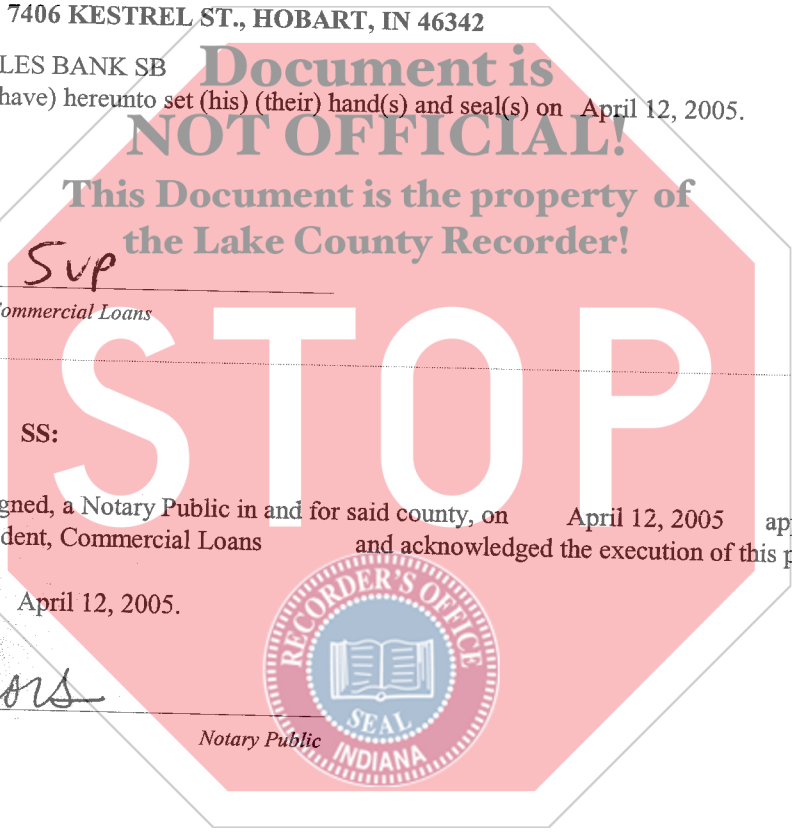 7406 KESTREL ST., HOBART, IN 46342
LES BANK SB
Document is
have) hereunto set (his) (their) hand(s) and seal(s) on April 12, 2005.
NOT OFFICIAL!
This Document is the property of
the Lake County Recorder!
SVP
Commercial Loans
STOP
SS:
gned, a Notary Public in and for said county, on April 12, 2005 app
dent, Commercial Loans and acknowledged the execution of this p
April 12, 2005.
RECORDER'S OFFICE
SEAL
INDIANA
Notary Public